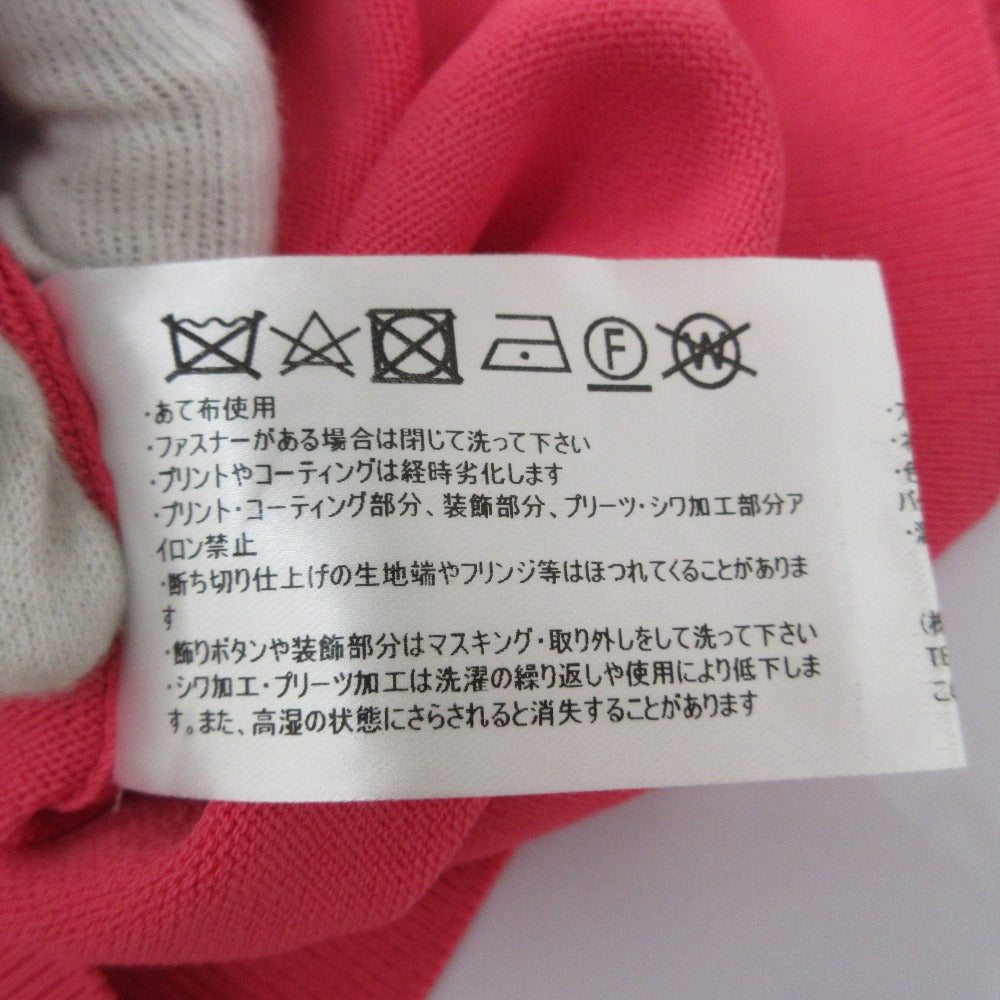 F W
・あて布使用
・ファスナーがある場合は閉じて洗って下さい
・プリントやコーティングは経時劣化します
・プリント・コーティング部分、装飾部分、プリーツ・シワ加工部分ア
イロン禁止
・断ち切り仕上げの生地端やフリンジ等はほつれてくることがありま
す
・飾りボタンや装飾部分はマスキング・取り外しをして洗って下さい
・シワ加工・プリーツ加工は洗濯の繰り返しや使用により低下しま
す。また、高湿の状態にさらされると消失することがあります
TE